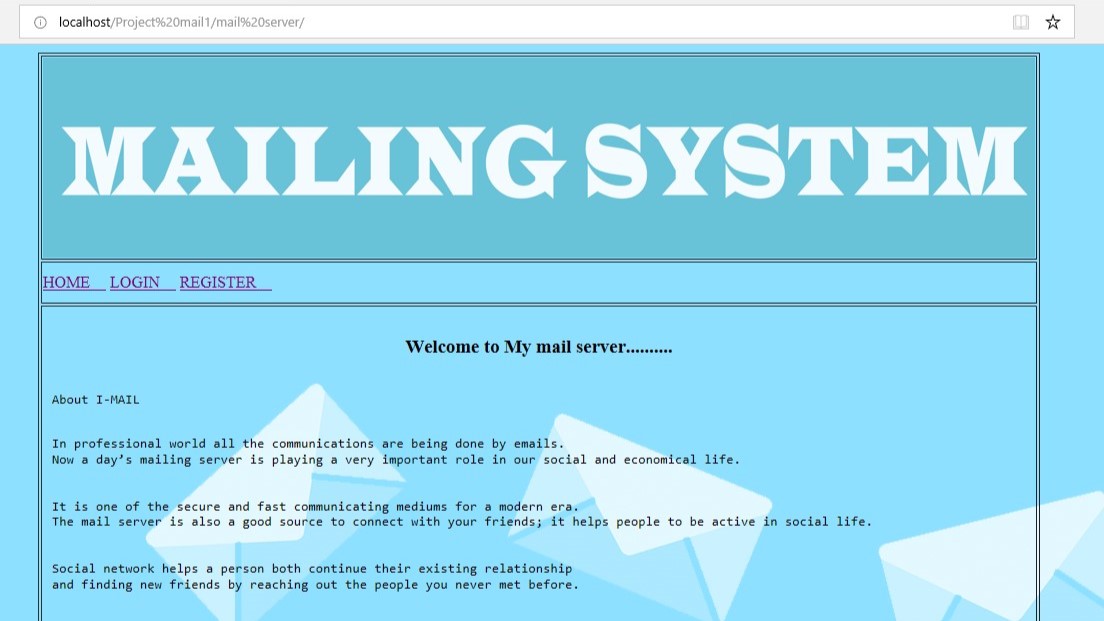 localhost/Project%20mail1/mail%20server/
MAILING SYSTEM
HOME LOGIN REGISTER
Welcome to My mail server..........
About I-MAIL
In professional world all the communications are being done by emails.
Now a day’s mailing server is playing a very important role in our social and economical life.
It is one of the secure and fast communicating mediums for a modern era.
The mail server is also a good source to connect with your friends; it helps people to be active in social life.
Social network helps a person both continue their existing relationship
and finding new friends by reaching out the people you never met before.